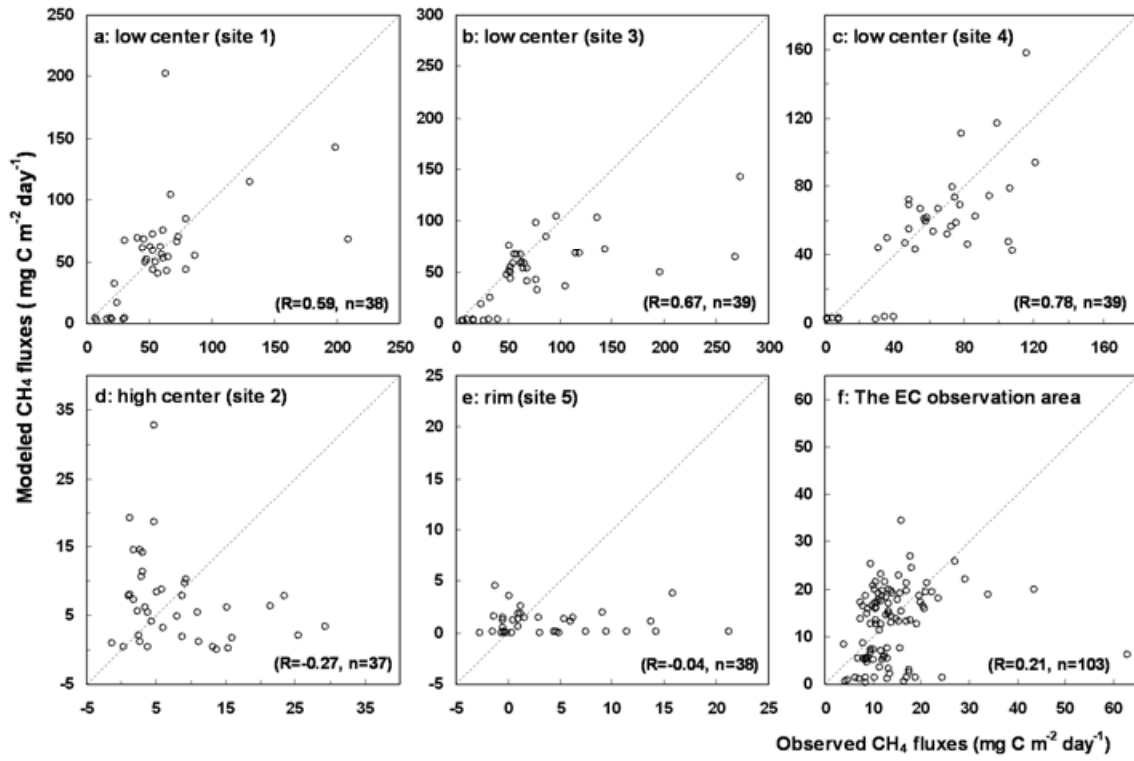 Modeled CH₄ fluxes ( mg C m⁻² day⁻¹)
a: low center (site 1)
250
200
150
100
50
0
(R=0.59, n=38)
0 50 100 150 200 250
b: low center (site 3)
300
250
200
150
100
50
0
(R=0.67, n=39)
0 50 100 150 200 250 300
c: low center (site 4)
160
120
80
40
0
(R=0.78, n=39)
0 40 80 120 160
d: high center (site 2)
35
25
15
5
-5
(R=-0.27, n=37)
-5 5 15 25 35
e: rim (site 5)
25
20
15
10
5
0
-5
(R=-0.04, n=38)
-5 0 5 10 15 20 25
f: The EC observation area
60
50
40
30
20
10
0
(R=0.21, n=103)
0 10 20 30 40 50 60
Observed CH₄ fluxes (mg C m⁻² day⁻¹)